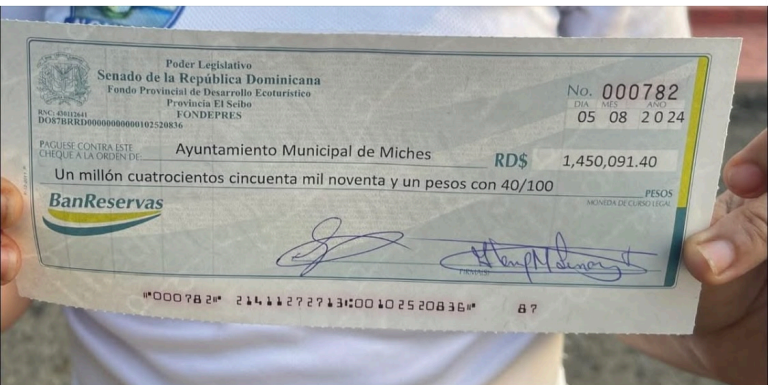 Poder Legislativo
Senado de la República Dominicana
Fondo Provincial de Desarrollo Ecoturístico
Provincia El Seibo
FONDEPRES
No. 000782
DIA MES AÑO
05 08 2024
RNC: 430112641
DO87BRRD00000000000102520836
PAGUESE CONTRA ESTE
CHEQUE A LA ORDEN DE: Ayuntamiento Municipal de Miches RD$ 1,450,091.40
Un millón cuatrocientos cincuenta mil noventa y un pesos con 40/100 PESOS
MONEDA DE CURSO LEGAL
BanReservas
⑈000782⑈ 21411272713⑆00102520836⑈ 87